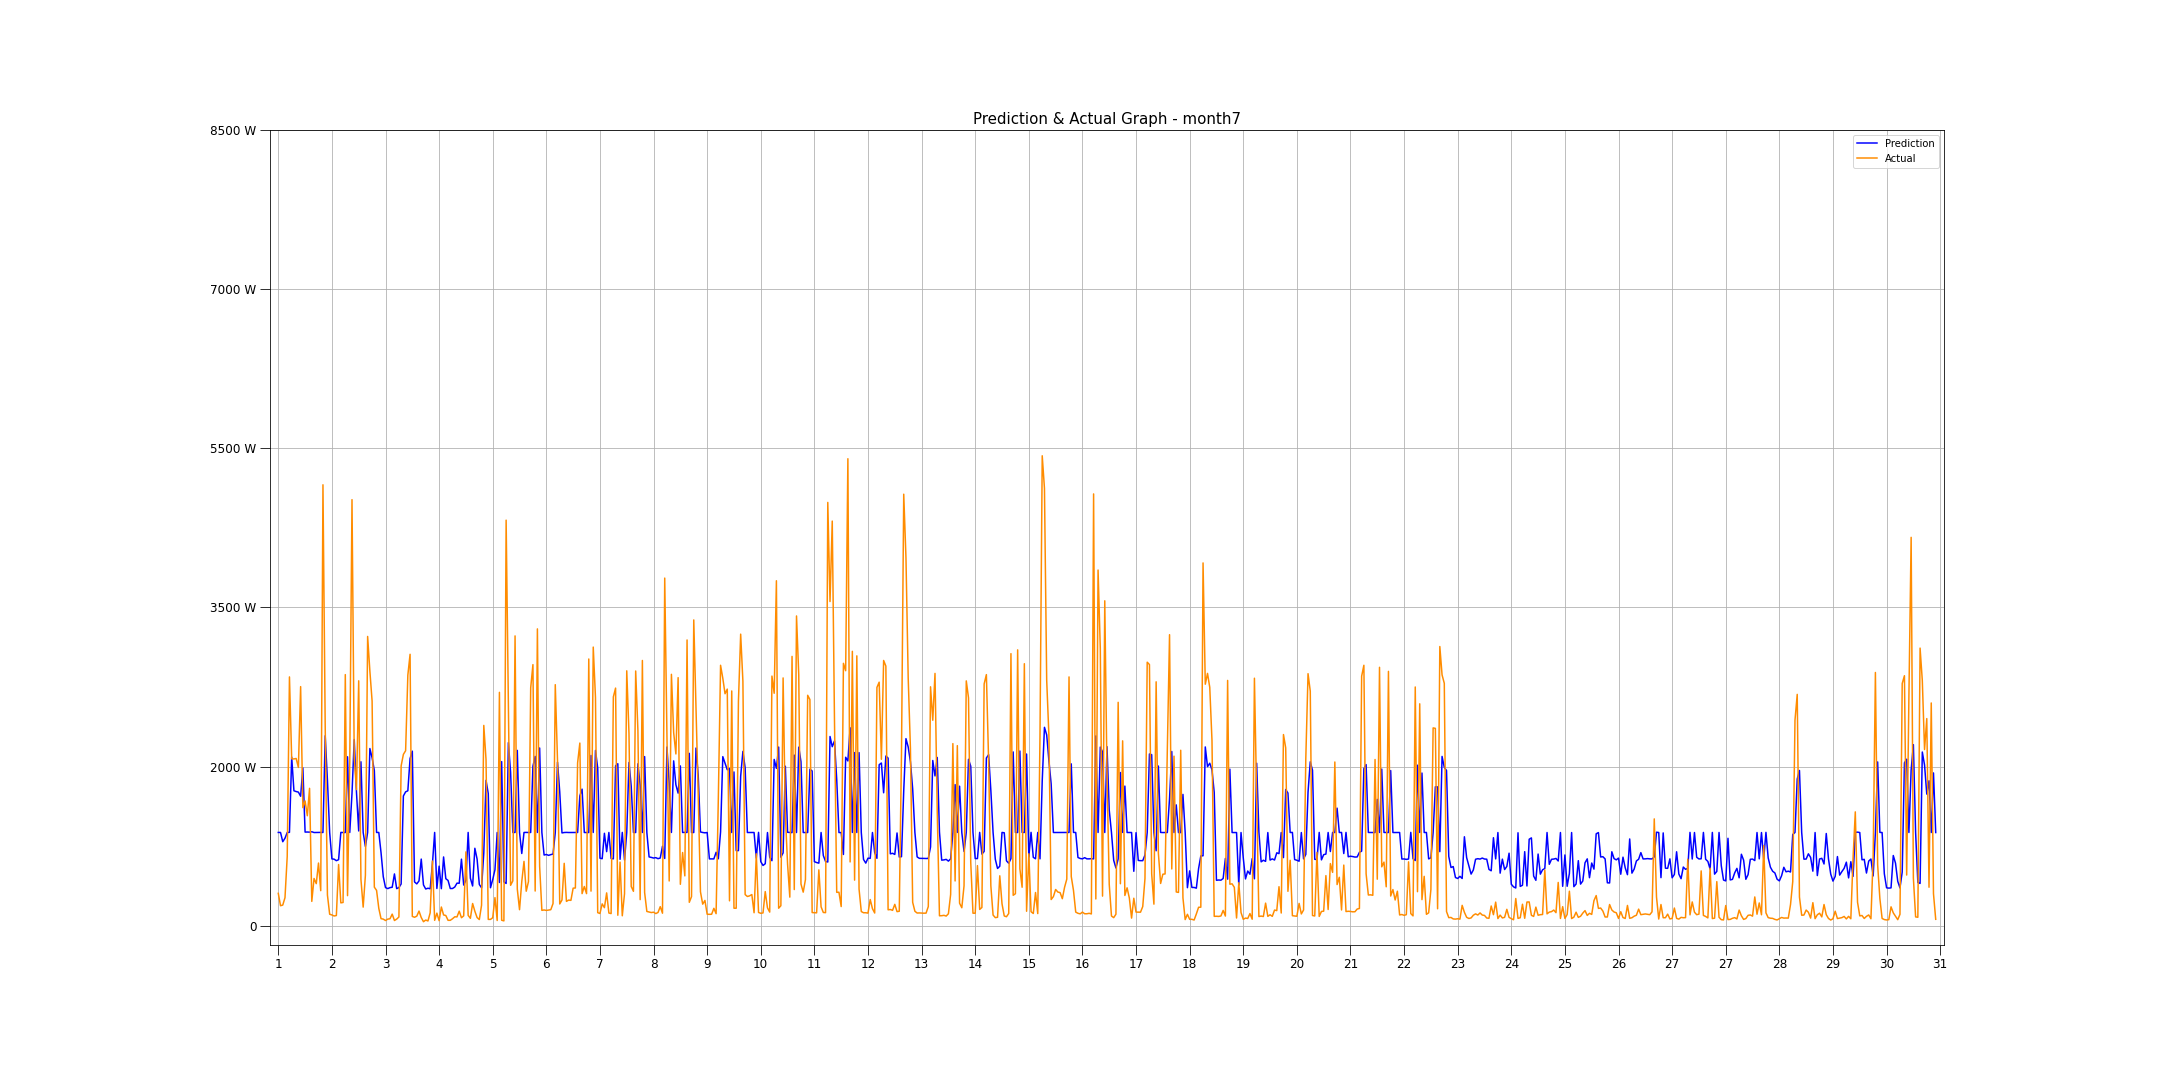 Prediction & Actual Graph - month7
8500 W
7000 W
5500 W
3500 W
2000 W
0
Prediction
Actual
1 2 3 4 5 6 7 8 9 10 11 12 13 14 15 16 17 18 19 20 21 22 23 24 25 26 27 27 28 29 30 31